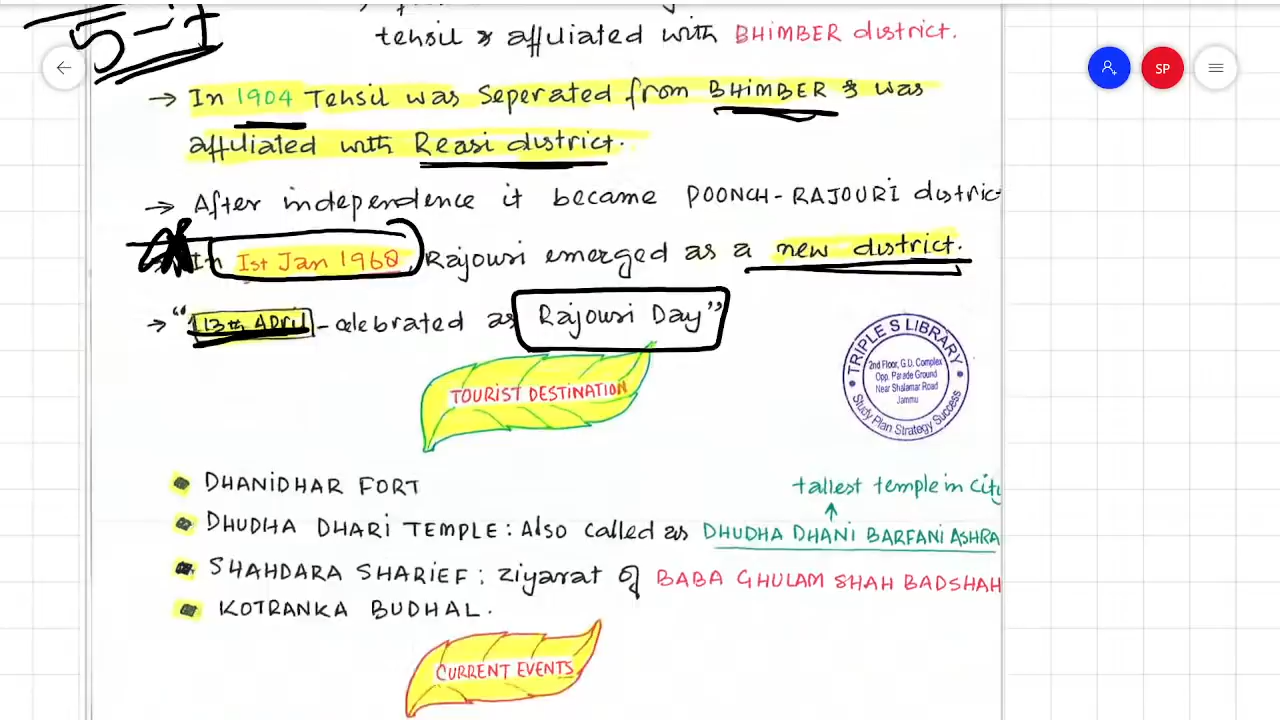 5-7
tehsil & affiliated with BHIMBER district.
→ In 1904 Tehsil was Seperated from BHIMBER & was
affiliated with Reasi district.
→ After independence it became POONCH-RAJOURI distric
In Ist Jan 1968 Rajouri emerged as a new district.
→ "13th April - celebrated as Rajouri Day"
TOURIST DESTINATION
TRIPLE S LIBRARY
2nd Floor, G.D. Complex
Opp. Parade Ground
Near Shalamar Road
Jammu
Study Plan Strategy Success
DHANIDHAR FORT
tallest temple in City
DHUDHA DHARI TEMPLE: Also called as DHUDHA DHANI BARFANI ASHRA
SHAHDARA SHARIEF: Ziyarat of BABA GHULAM SHAH BADSHAH
KOTRANKA BUDHAL.
CURRENT EVENTS
SP